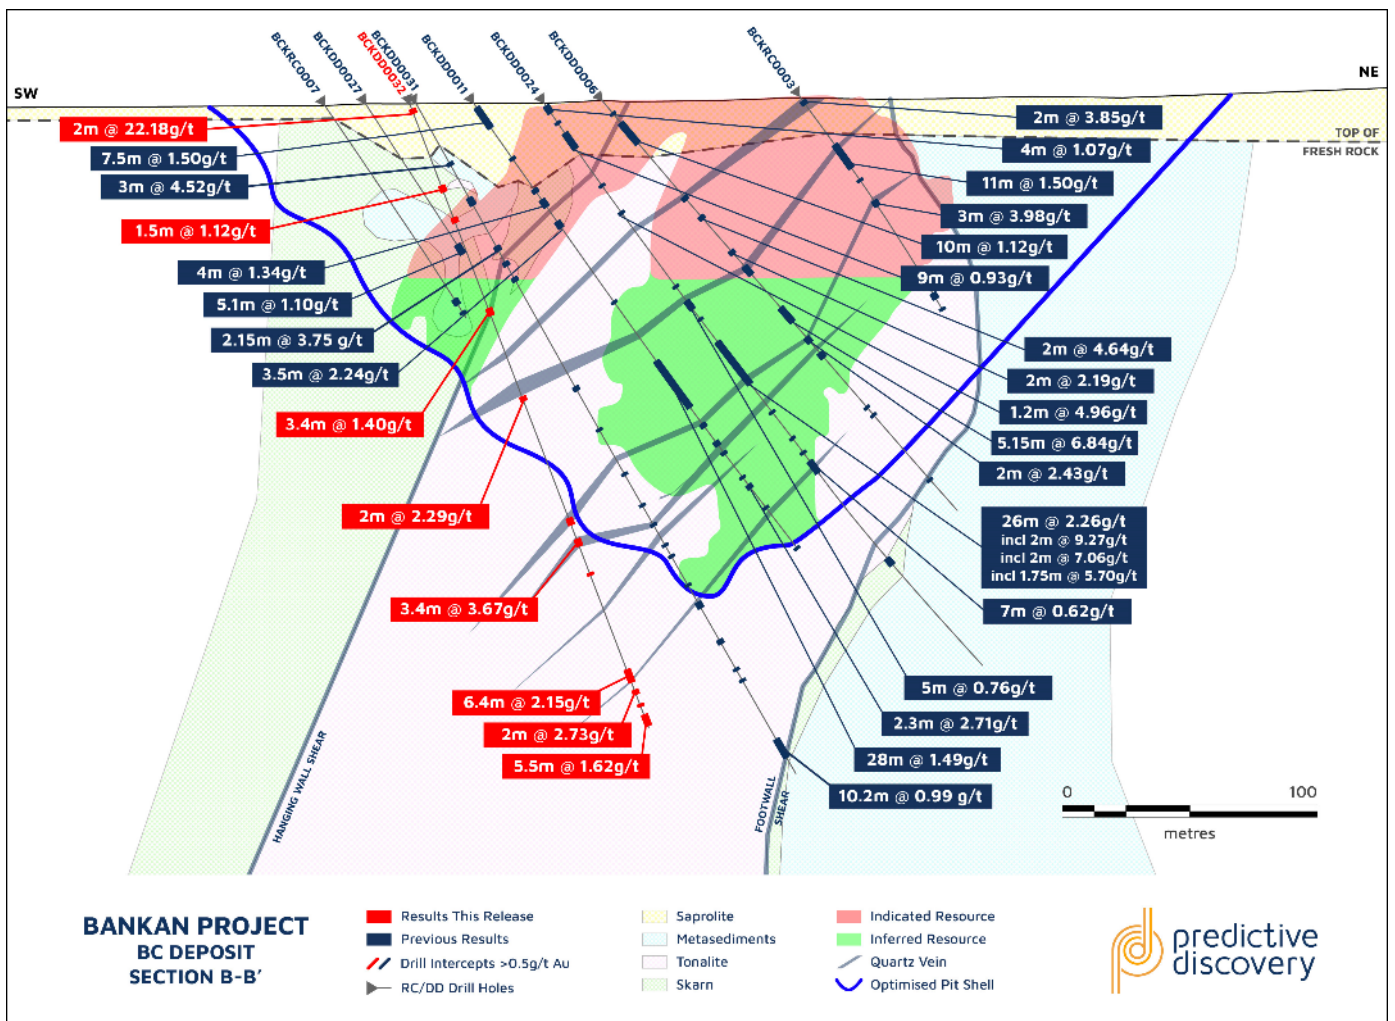 BCKRC0007
BCKDD0027
BCKDD0032
BCKDD0031
BCKDD0011
BCKDD0024
BCKDD0006
BCKRC0003
SW
NE
TOP OF
FRESH ROCK
2m @ 22.18g/t
7.5m @ 1.50g/t
3m @ 4.52g/t
1.5m @ 1.12g/t
4m @ 1.34g/t
5.1m @ 1.10g/t
2.15m @ 3.75 g/t
3.5m @ 2.24g/t
3.4m @ 1.40g/t
2m @ 2.29g/t
3.4m @ 3.67g/t
6.4m @ 2.15g/t
2m @ 2.73g/t
5.5m @ 1.62g/t
2m @ 3.85g/t
4m @ 1.07g/t
11m @ 1.50g/t
3m @ 3.98g/t
10m @ 1.12g/t
9m @ 0.93g/t
2m @ 4.64g/t
2m @ 2.19g/t
1.2m @ 4.96g/t
5.15m @ 6.84g/t
2m @ 2.43g/t
26m @ 2.26g/t
incl 2m @ 9.27g/t
incl 2m @ 7.06g/t
incl 1.75m @ 5.70g/t
7m @ 0.62g/t
5m @ 0.76g/t
2.3m @ 2.71g/t
28m @ 1.49g/t
10.2m @ 0.99 g/t
HANGING WALL SHEAR
FOOTWALL
SHEAR
0 100
metres
BANKAN PROJECT
BC DEPOSIT
SECTION B-B'
Results This Release
Previous Results
Drill Intercepts >0.5g/t Au
RC/DD Drill Holes
Saprolite
Metasediments
Tonalite
Skarn
Indicated Resource
Inferred Resource
Quartz Vein
Optimised Pit Shell
predictive
discovery